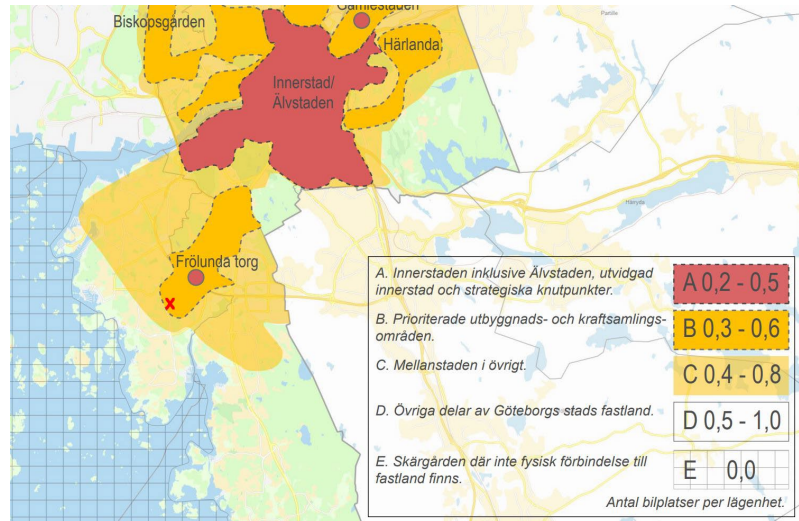 Gamlestaden
Biskopsgården
Härlanda
Innerstad/
Älvstaden
Partille
Härryda
Frölunda torg
x
A. Innerstaden inklusive Älvstaden, utvidgad
innerstad och strategiska knutpunkter.
A 0,2 - 0,5
B. Prioriterade utbyggnads- och kraftsamlings-
områden.
B 0,3 - 0,6
C. Mellanstaden i övrigt.
C 0,4 - 0,8
D. Övriga delar av Göteborgs stads fastland.
D 0,5 - 1,0
E. Skärgården där inte fysisk förbindelse till
fastland finns.
E 0,0
Antal bilplatser per lägenhet.